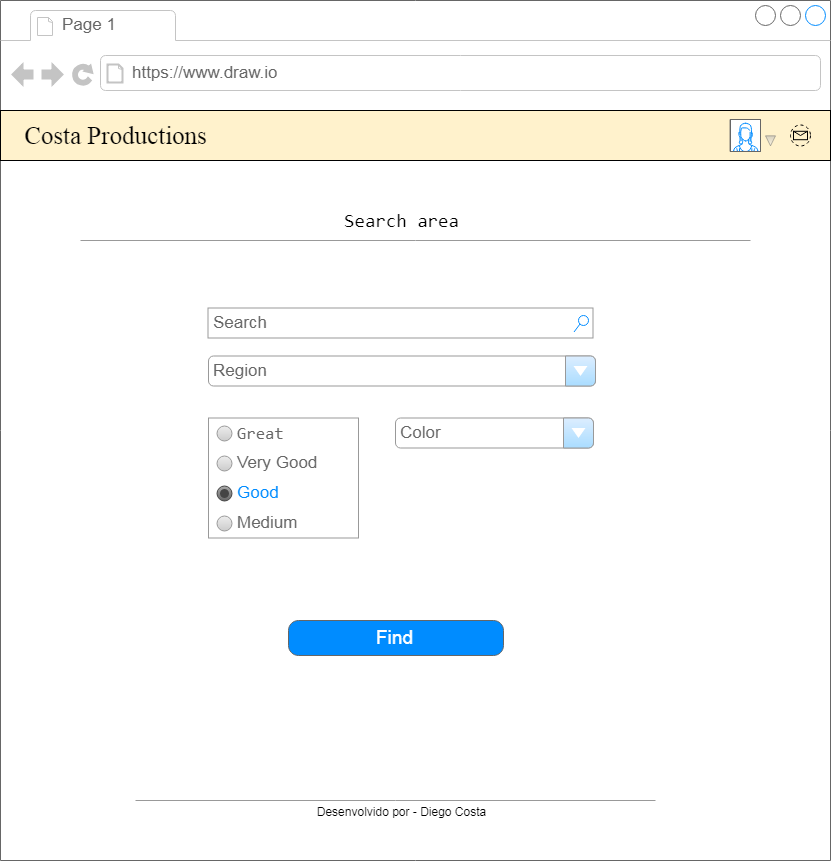 Page 1
https://www.draw.io
Costa Productions
Search area
Search
Region
Great
Color
Very Good
Good
Medium
Find
Desenvolvido por - Diego Costa